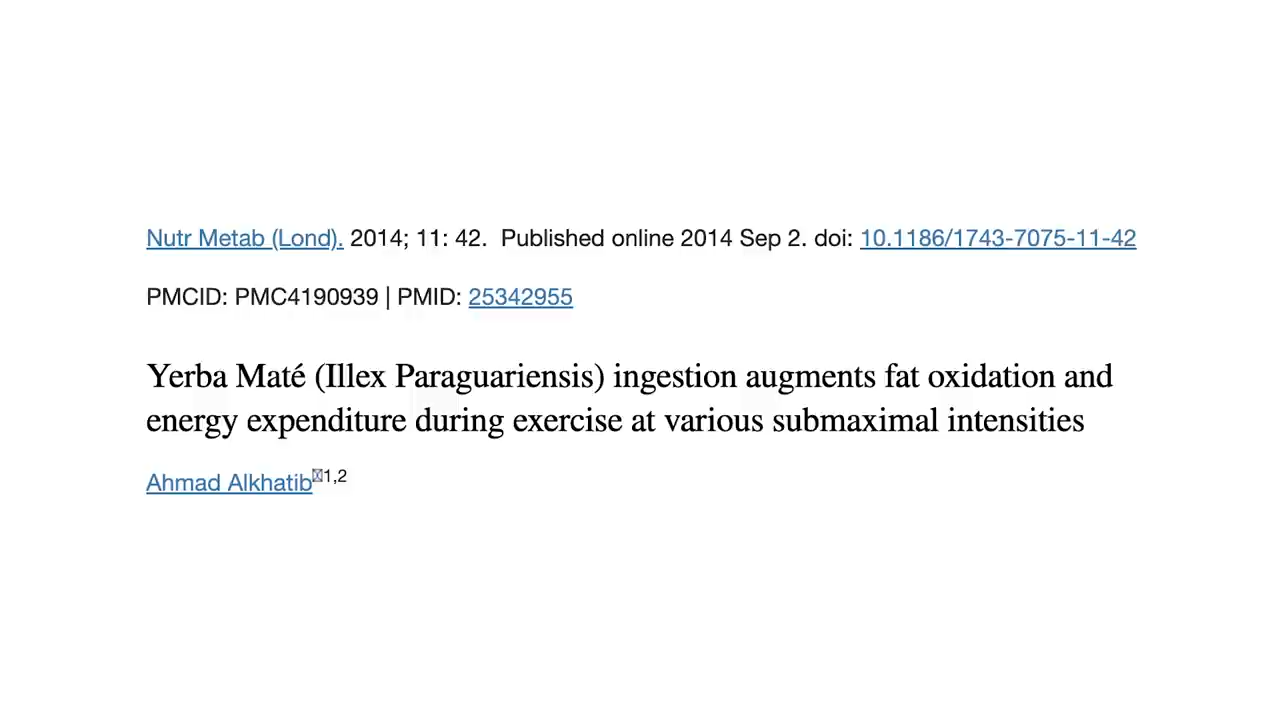 Nutr Metab (Lond). 2014; 11: 42.  Published online 2014 Sep 2. doi: 10.1186/1743-7075-11-42
PMCID: PMC4190939 | PMID: 25342955
Yerba Maté (Illex Paraguariensis) ingestion augments fat oxidation and
energy expenditure during exercise at various submaximal intensities
Ahmad Alkhatib1,2